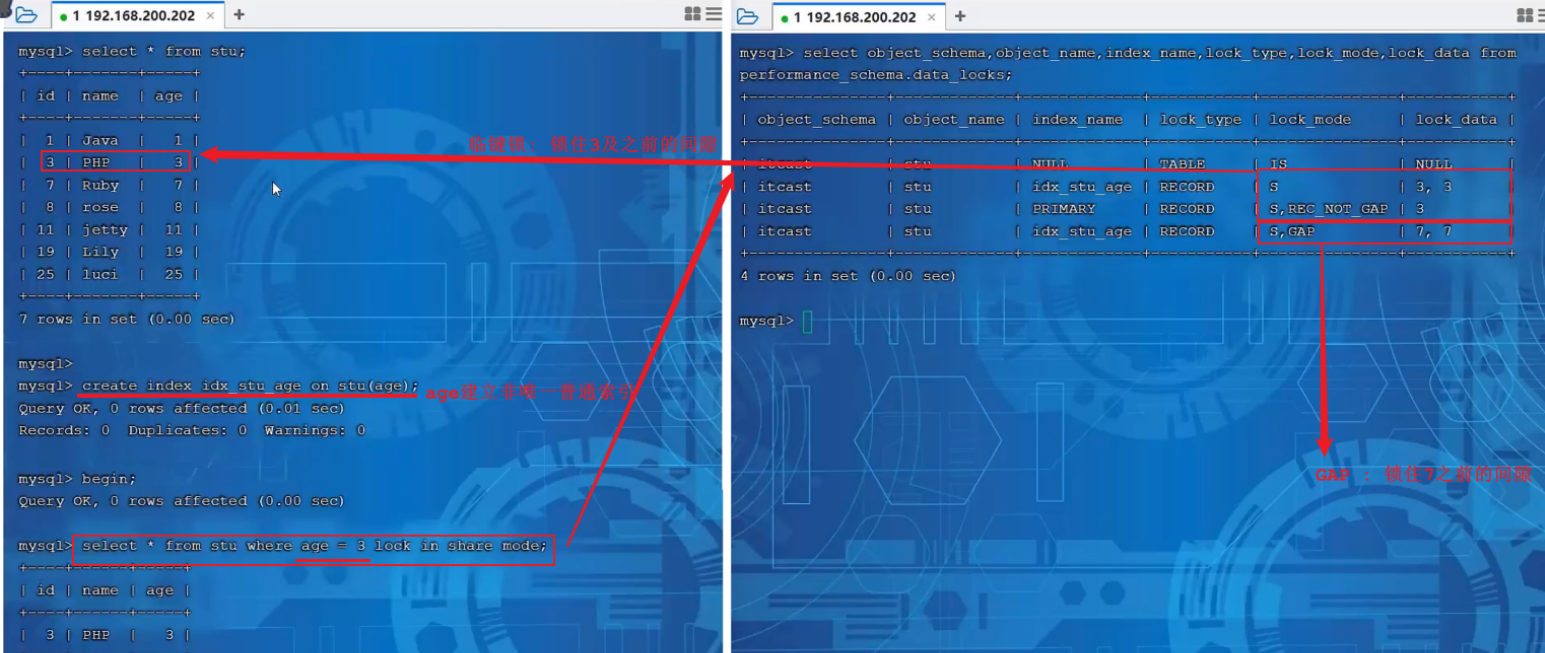 1 192.168.200.202 × +
mysql> select * from stu;
+----+-------+-----+
| id | name  | age |
+----+-------+-----+
|  1 | Java  |   1 |
|  3 | PHP   |   3 |
|  7 | Ruby  |   7 |
|  8 | rose  |   8 |
| 11 | jetty |  11 |
| 19 | Lily  |  19 |
| 25 | luci  |  25 |
+----+-------+-----+
7 rows in set (0.00 sec)
mysql>
mysql> create index idx_stu_age on stu(age);
age建立非唯一普通索引
Query OK, 0 rows affected (0.01 sec)
Records: 0  Duplicates: 0  Warnings: 0
mysql> begin;
Query OK, 0 rows affected (0.00 sec)
mysql> select * from stu where age = 3 lock in share mode;
+----+------+-----+
| id | name | age |
+----+------+-----+
|  3 | PHP  |   3 |
临键锁：锁住3及之前的间隙
1 192.168.200.202 × +
mysql> select object_schema,object_name,index_name,lock_type,lock_mode,lock_data from
performance_schema.data_locks;
+---------------+-------------+-------------+-----------+---------------+-----------+
| object_schema | object_name | index_name  | lock_type | lock_mode     | lock_data |
+---------------+-------------+-------------+-----------+---------------+-----------+
| itcast        | stu         | NULL        | TABLE     | IS            | NULL      |
| itcast        | stu         | idx_stu_age | RECORD    | S             | 3, 3      |
| itcast        | stu         | PRIMARY     | RECORD    | S,REC_NOT_GAP | 3         |
| itcast        | stu         | idx_stu_age | RECORD    | S,GAP         | 7, 7      |
+---------------+-------------+-------------+-----------+---------------+-----------+
4 rows in set (0.00 sec)
mysql>
GAP : 锁住7之前的间隙